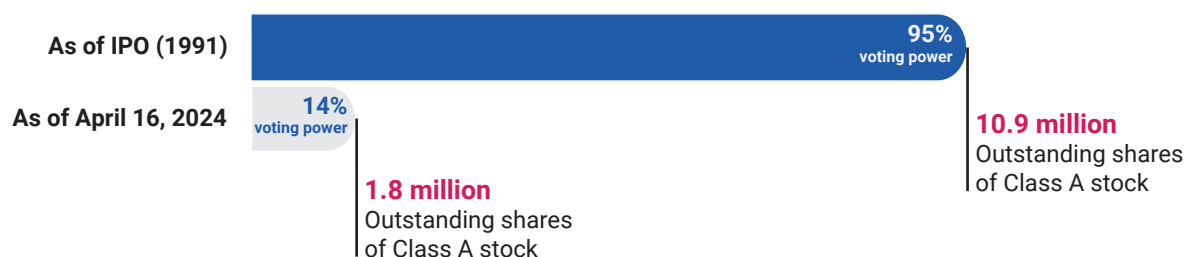 As of IPO (1991)
95%
voting power
As of April 16, 2024
14%
voting power
10.9 million
Outstanding shares
of Class A stock
1.8 million
Outstanding shares
of Class A stock